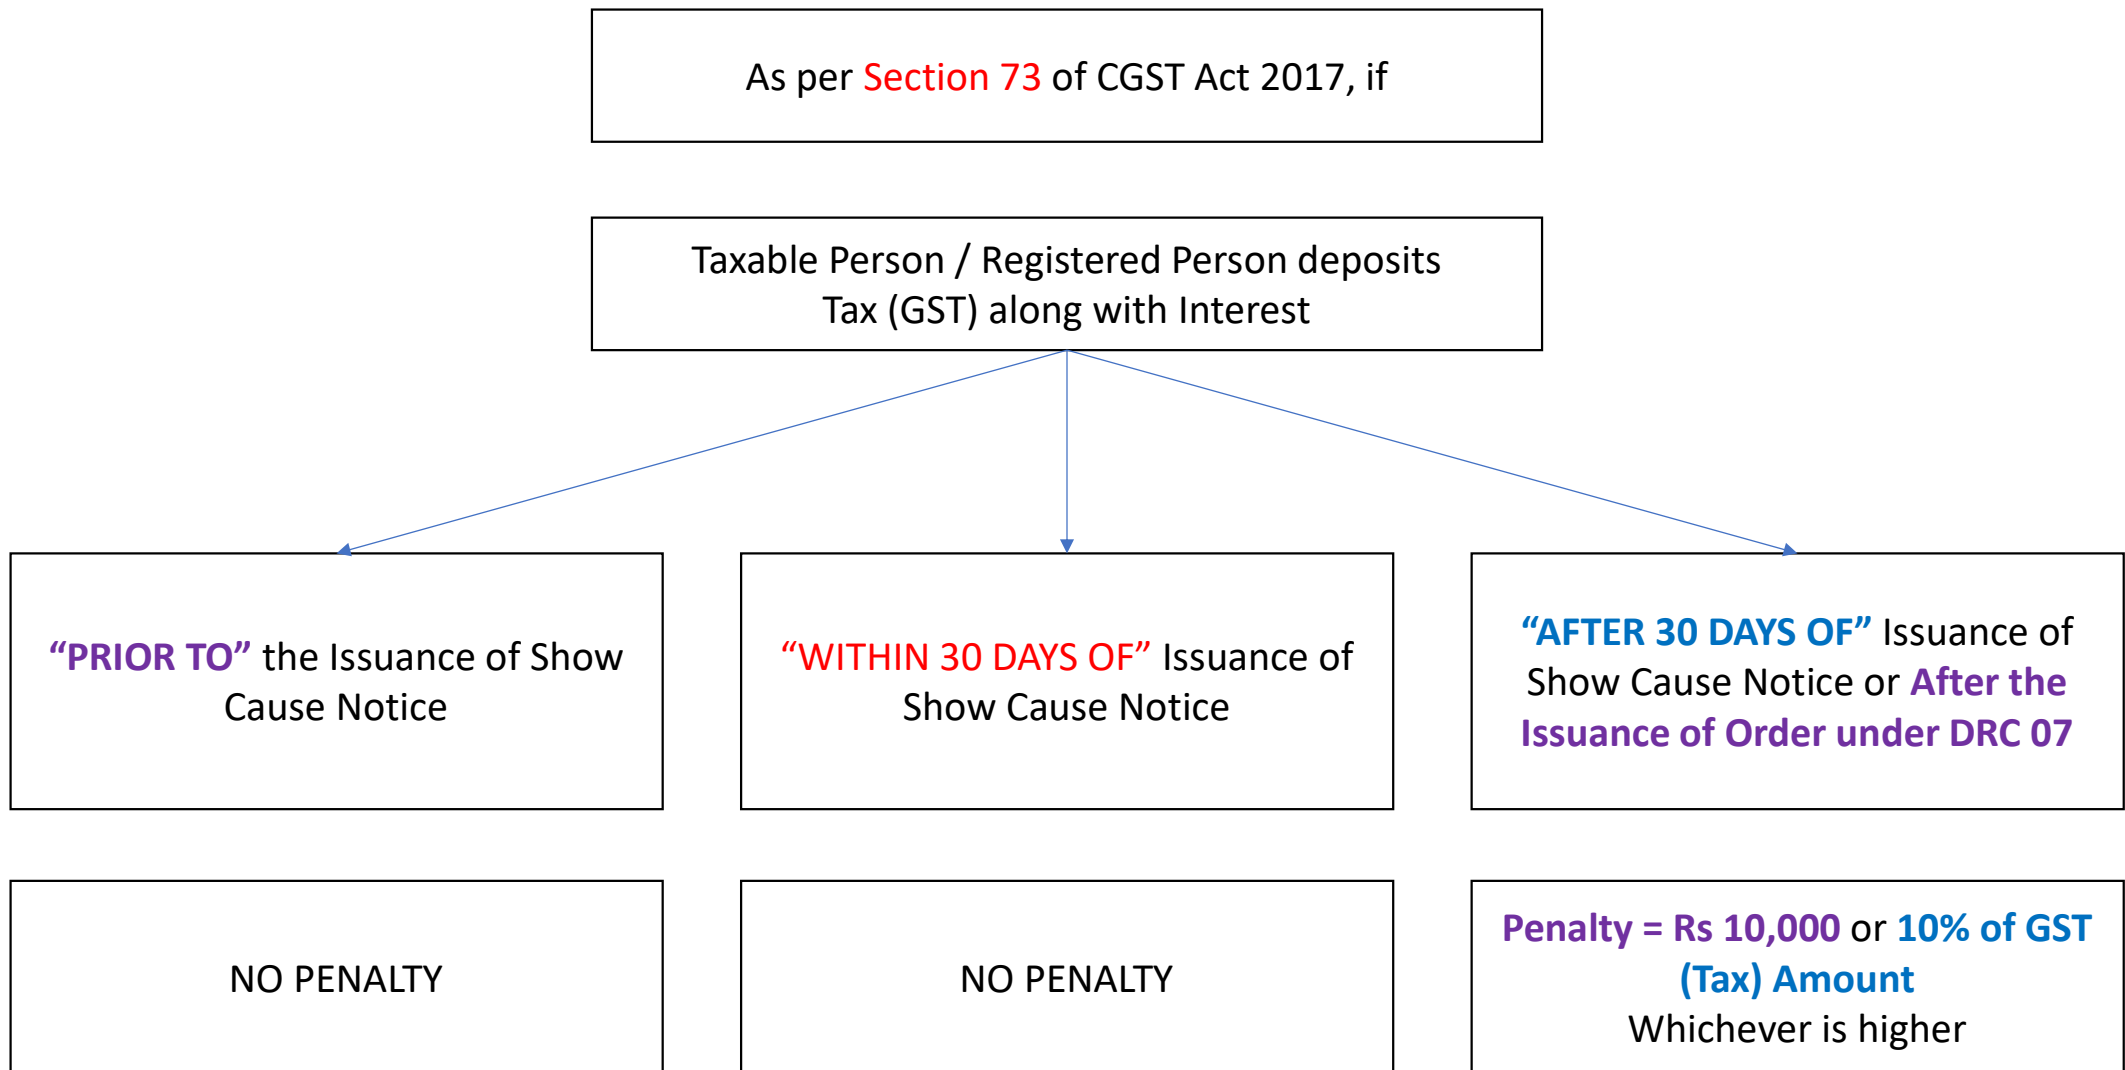 As per Section 73 of CGST Act 2017, if
Taxable Person / Registered Person deposits
Tax (GST) along with Interest
“PRIOR TO” the Issuance of Show
Cause Notice
“WITHIN 30 DAYS OF” Issuance of
Show Cause Notice
“AFTER 30 DAYS OF” Issuance of
Show Cause Notice or After the
Issuance of Order under DRC 07
NO PENALTY
NO PENALTY
Penalty = Rs 10,000 or 10% of GST
(Tax) Amount
Whichever is higher